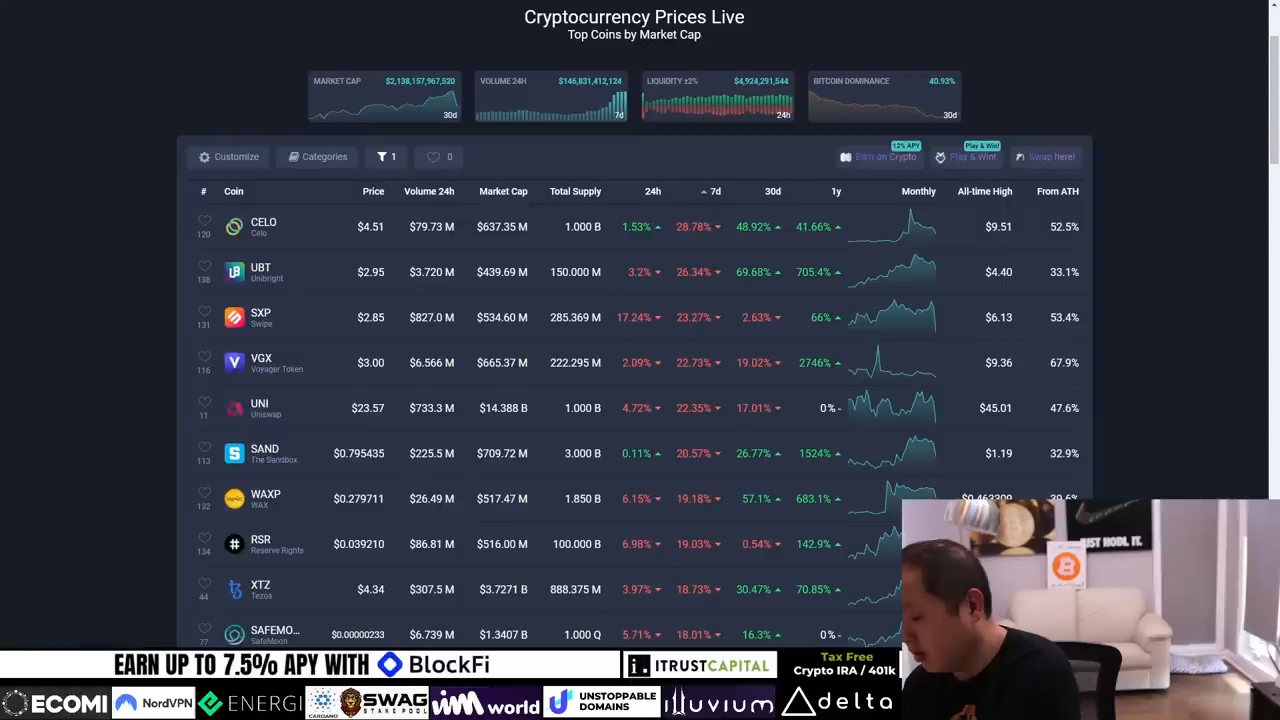 Cryptocurrency Prices Live
Top Coins by Market Cap
MARKET CAP $2,138,157,967,520
30d
VOLUME 24H $146,831,412,124
7d
LIQUIDITY ±2% $4,924,291,544
24h
BITCOIN DOMINANCE 40.93%
30d
Customize Categories 1 0
12% APY
Earn on Crypto
Play & Win!
Play & Win!
Swap here!
# Coin Price Volume 24h Market Cap Total Supply 24h 7d 30d 1y Monthly All-time High From ATH
120 CELO Celo $4.51 $79.73 M $637.35 M 1.000 B 1.53% 28.78% 48.92% 41.66% $9.51 52.5%
138 UBT Unibright $2.95 $3.720 M $439.69 M 150.000 M 3.2% 26.34% 69.68% 705.4% $4.40 33.1%
131 SXP Swipe $2.85 $827.0 M $534.60 M 285.369 M 17.24% 23.27% 2.63% 66% $6.13 53.4%
116 VGX Voyager Token $3.00 $6.566 M $665.37 M 222.295 M 2.09% 22.73% 19.02% 2746% $9.36 67.9%
11 UNI Uniswap $23.57 $733.3 M $14.388 B 1.000 B 4.72% 22.35% 17.01% 0% - $45.01 47.6%
113 SAND The Sandbox $0.795435 $225.5 M $709.72 M 3.000 B 0.11% 20.57% 26.77% 1524% $1.19 32.9%
132 WAXP WAX $0.279711 $26.49 M $517.47 M 1.850 B 6.15% 19.18% 57.1% 683.1%
134 RSR Reserve Rights $0.039210 $86.81 M $516.00 M 100.000 B 6.98% 19.03% 0.54% 142.9%
44 XTZ Tezos $4.34 $307.5 M $3.7271 B 888.375 M 3.97% 18.73% 30.47% 70.85%
77 SAFEMO... SafeMoon $0.00000233 $6.739 M $1.3407 B 1.000 Q 5.71% 18.01% 16.3% 0% -
JUST HODL IT.
EARN UP TO 7.5% APY WITH BlockFi
ITRUSTCAPITAL
Tax Free
Crypto IRA / 401k
ECOMI
NordVPN
ENERGI
CARDANO
SWAG
STAKE POOL
world
UNSTOPPABLE
DOMAINS
illuvium
delta